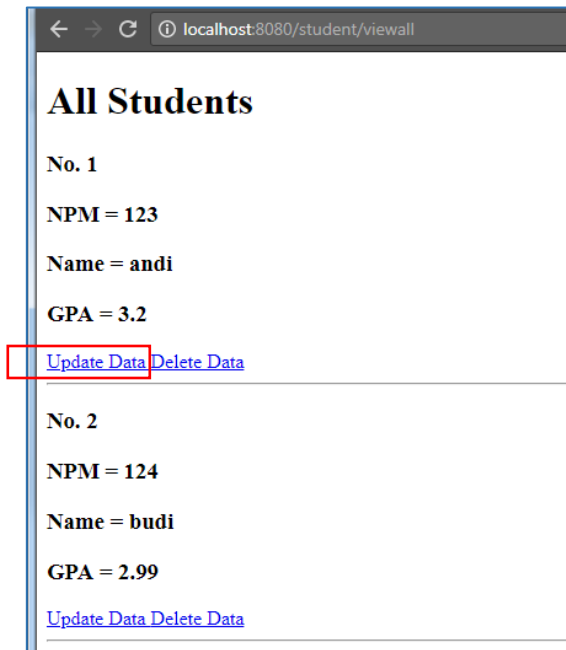 localhost:8080/student/viewall
All Students
No. 1
NPM = 123
Name = andi
GPA = 3.2
Update Data Delete Data
No. 2
NPM = 124
Name = budi
GPA = 2.99
Update Data Delete Data